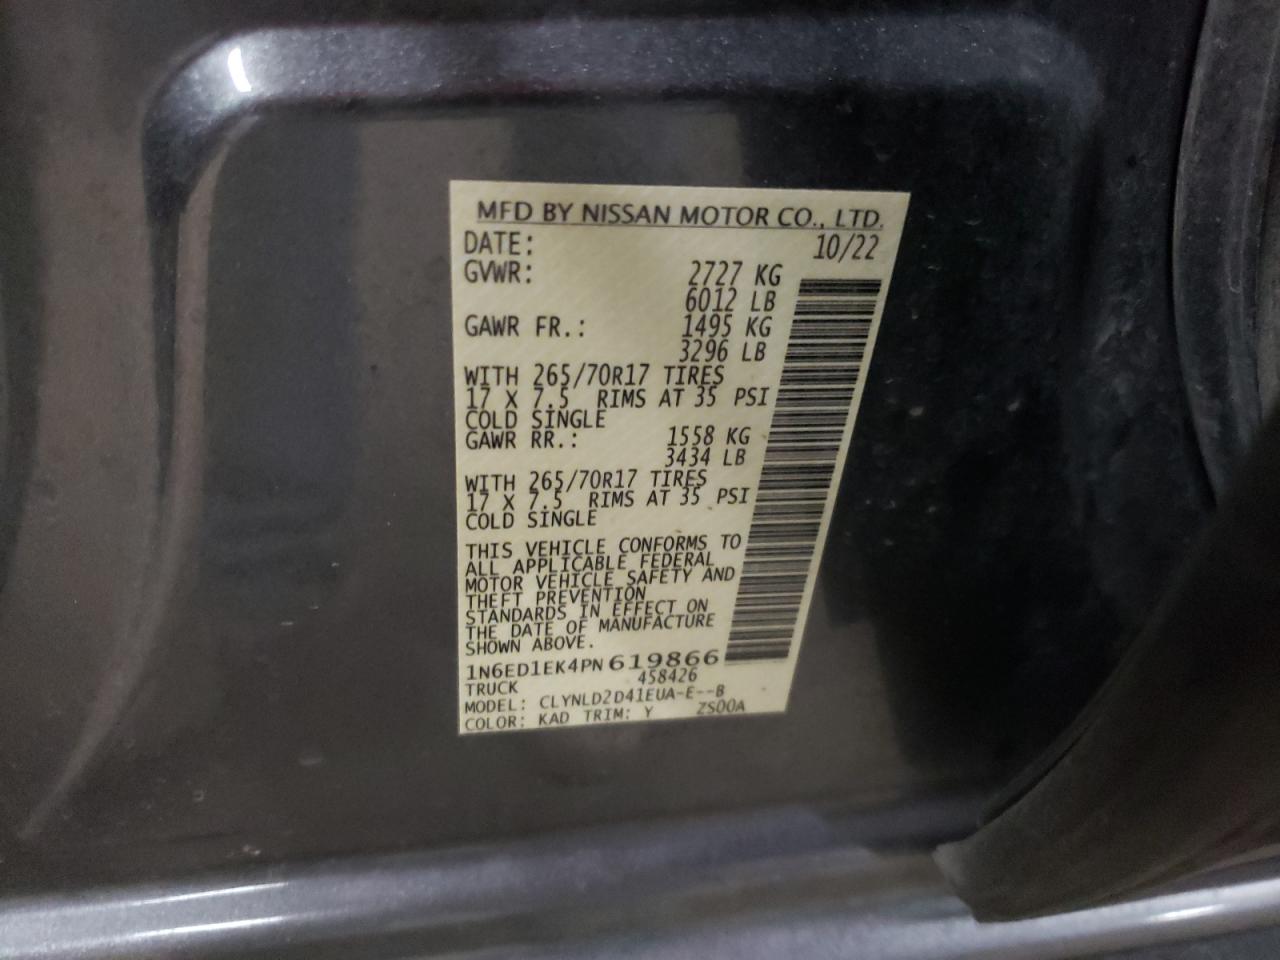 MFD BY NISSAN MOTOR CO., LTD.
DATE: 10/22
GVWR: 2727 KG
6012 LB
GAWR FR.: 1495 KG
3296 LB
WITH 265/70R17 TIRES
17 X 7.5 RIMS AT 35 PSI
COLD SINGLE
GAWR RR.: 1558 KG
3434 LB
WITH 265/70R17 TIRES
17 X 7.5 RIMS AT 35 PSI
COLD SINGLE
THIS VEHICLE CONFORMS TO
ALL APPLICABLE FEDERAL
MOTOR VEHICLE SAFETY AND
THEFT PREVENTION
STANDARDS IN EFFECT ON
THE DATE OF MANUFACTURE
SHOWN ABOVE.
1N6ED1EK4PN619866
TRUCK 458426
MODEL: CLYNLD2D41EUA-E--B
COLOR: KAD TRIM: Y ZS00A